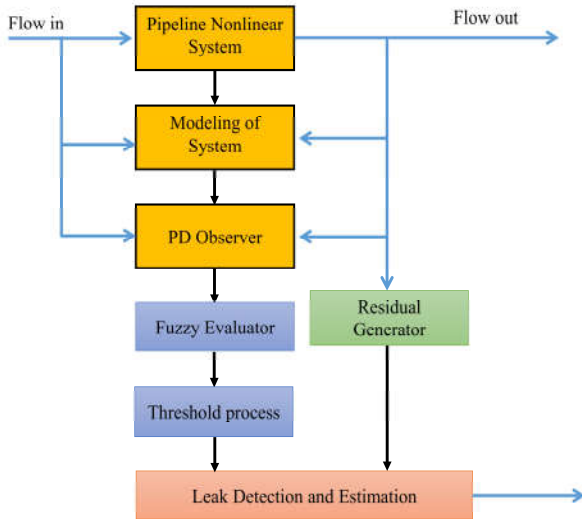 Flow in
Pipeline Nonlinear
System
Flow out
Modeling of
System
PD Observer
Fuzzy Evaluator
Residual
Generator
Threshold process
Leak Detection and Estimation